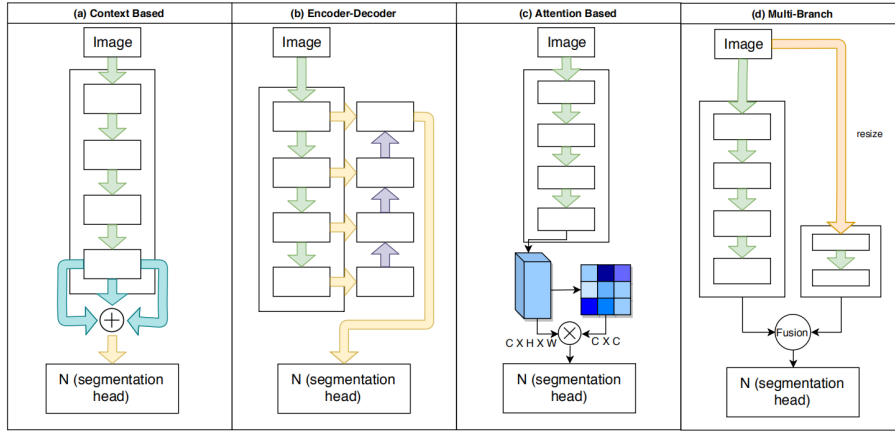 (a) Context Based
(b) Encoder-Decoder
(c) Attention Based
(d) Multi-Branch
Image
N (segmentation
head)
Image
N (segmentation
head)
Image
C X H X W
C X C
N (segmentation
head)
Image
resize
Fusion
N (segmentation
head)